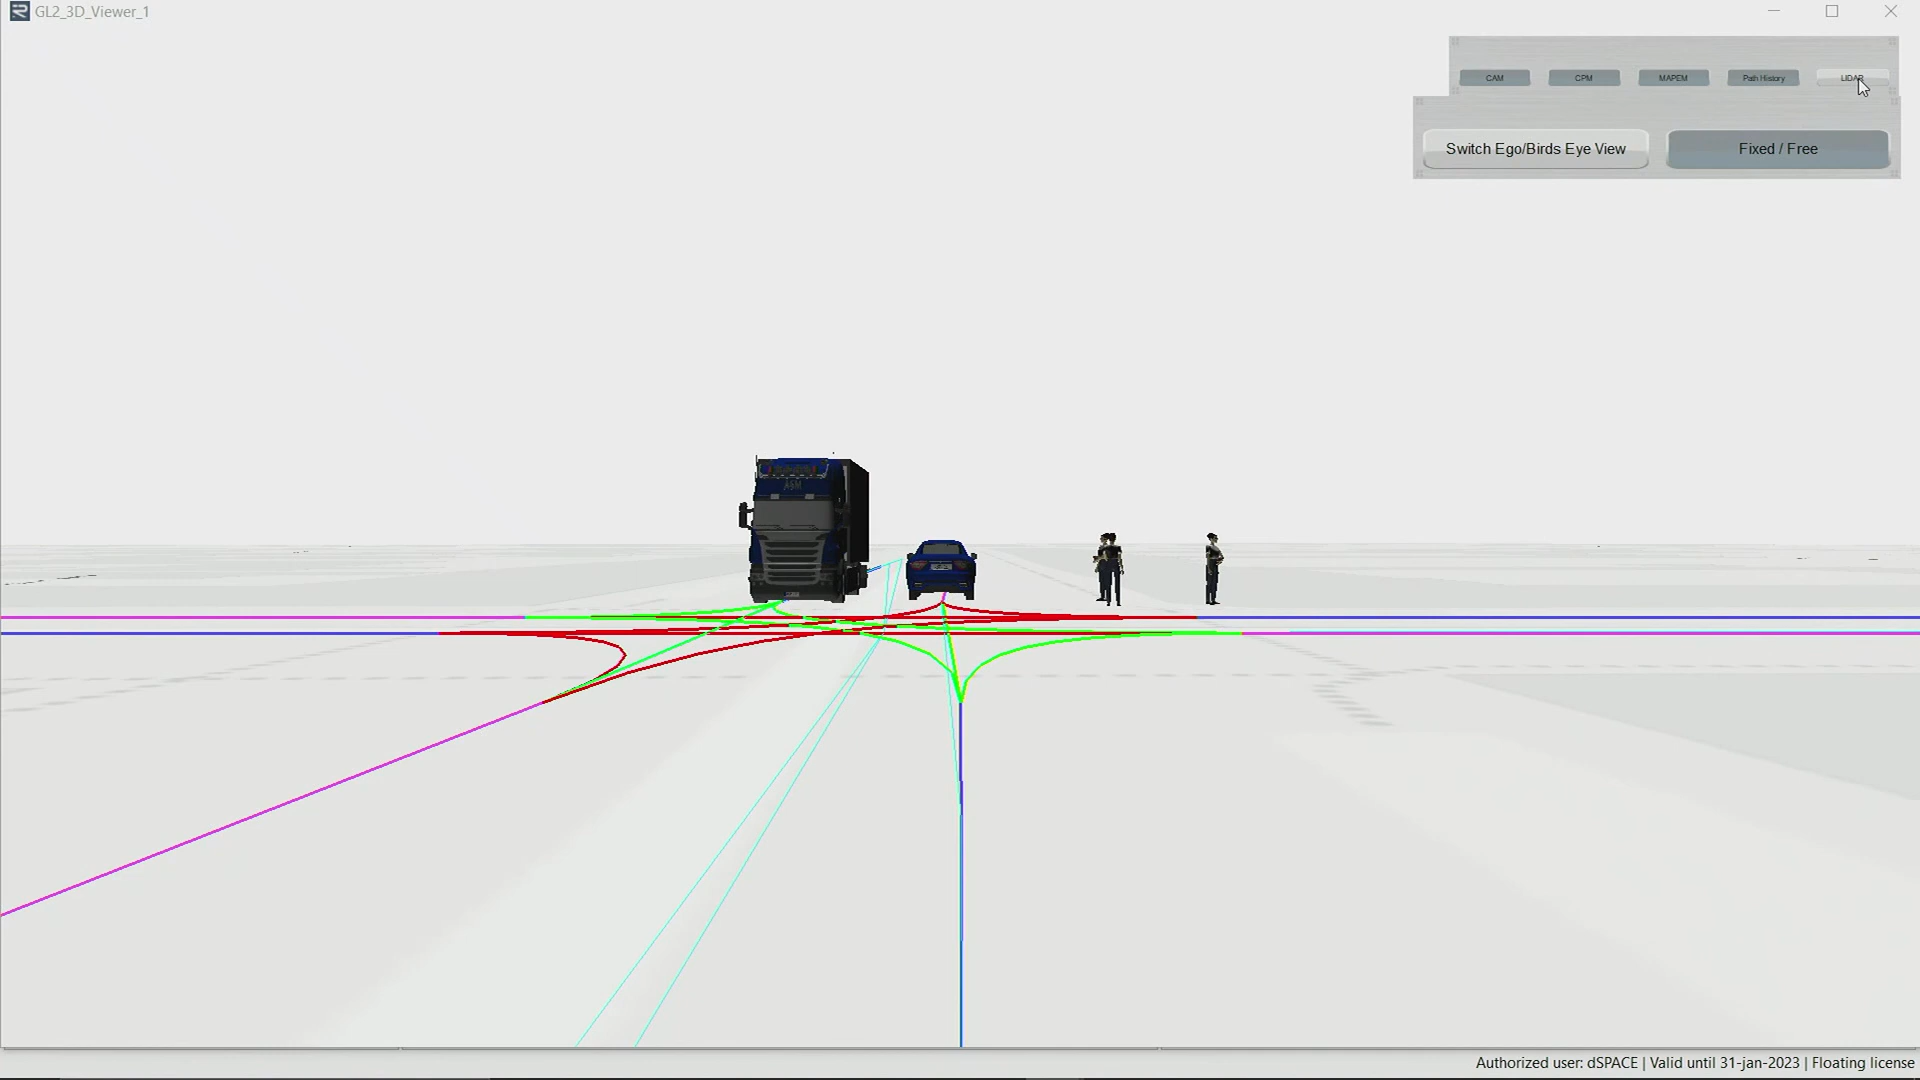 GL2_3D_Viewer_1
CAM CPM MAPEM Path History LIDAR
Switch Ego/Birds Eye View Fixed / Free
ASM
Authorized user: dSPACE | Valid until 31-jan-2023 | Floating license